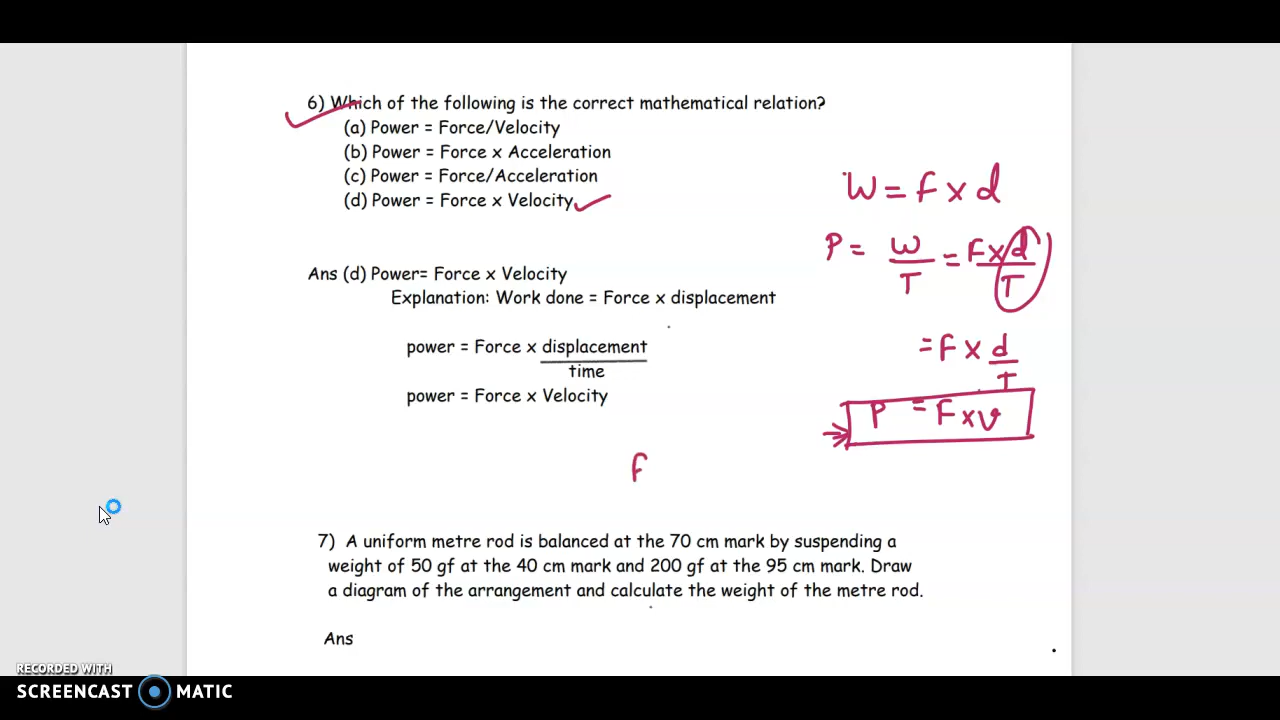 6) Which of the following is the correct mathematical relation?
(a) Power = Force/Velocity
(b) Power = Force x Acceleration
(c) Power = Force/Acceleration
(d) Power = Force x Velocity
Ans (d) Power= Force x Velocity
Explanation: Work done = Force x displacement
power = Force x displacement
time
power = Force x Velocity
W = F x d
P = W/T = F x d/T
= F x d/T
P = F x v
F
7) A uniform metre rod is balanced at the 70 cm mark by suspending a
weight of 50 gf at the 40 cm mark and 200 gf at the 95 cm mark. Draw
a diagram of the arrangement and calculate the weight of the metre rod.
Ans
RECORDED WITH
SCREENCAST MATIC